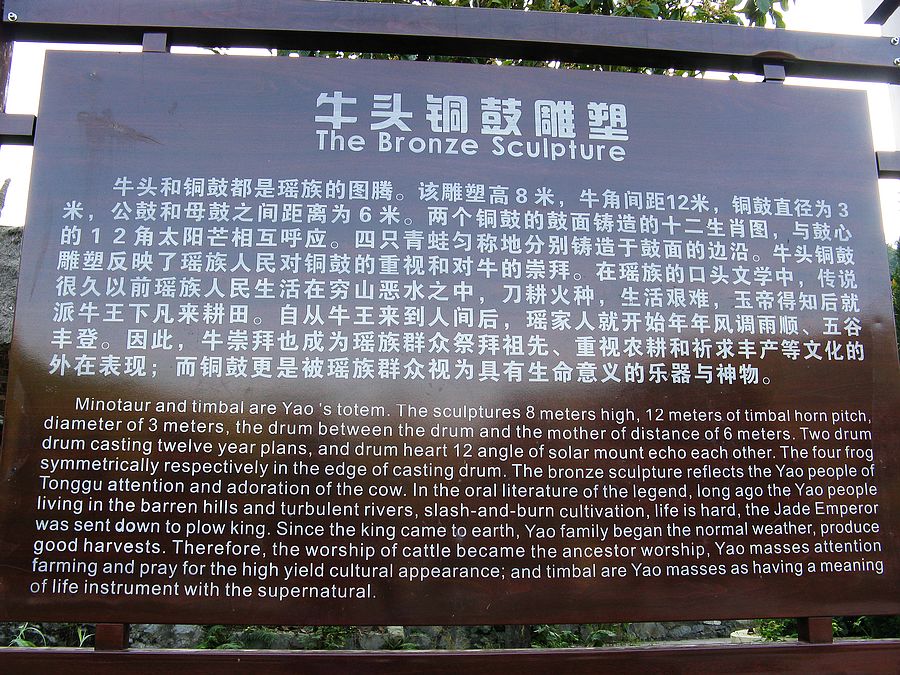 牛头铜鼓雕塑
The Bronze Sculpture
牛头和铜鼓都是瑶族的图腾。该雕塑高8米，牛角间距12米，铜鼓直径为3
米，公鼓和母鼓之间距离为6米。两个铜鼓的鼓面铸造的十二生肖图，与鼓心
的12角太阳芒相互呼应。四只青蛙匀称地分别铸造于鼓面的边沿。牛头铜鼓
雕塑反映了瑶族人民对铜鼓的重视和对牛的崇拜。在瑶族的口头文学中，传说
很久以前瑶族人民生活在穷山恶水之中，刀耕火种，生活艰难，玉帝得知后就
派牛王下凡来耕田。自从牛王来到人间后，瑶家人就开始年年风调雨顺、五谷
丰登。因此，牛崇拜也成为瑶族群众祭拜祖先、重视农耕和祈求丰产等文化的
外在表现；而铜鼓更是被瑶族群众视为具有生命意义的乐器与神物。
Minotaur and timbal are Yao 's totem. The sculptures 8 meters high, 12 meters of timbal horn pitch,
diameter of 3 meters, the drum between the drum and the mother of distance of 6 meters. Two drum
drum casting twelve year plans, and drum heart 12 angle of solar mount echo each other. The four frog
symmetrically respectively in the edge of casting drum. The bronze sculpture reflects the Yao people of
Tonggu attention and adoration of the cow. In the oral literature of the legend, long ago the Yao people
living in the barren hills and turbulent rivers, slash-and-burn cultivation, life is hard, the Jade Emperor
was sent down to plow king. Since the king came to earth, Yao family began the normal weather, produce
good harvests. Therefore, the worship of cattle became the ancestor worship, Yao masses attention
farming and pray for the high yield cultural appearance; and timbal are Yao masses as having a meaning
of life instrument with the supernatural.